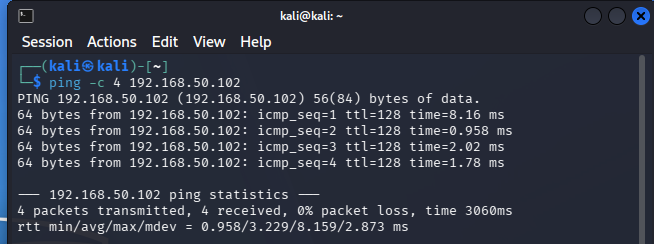 kali@kali: ~
Session Actions Edit View Help
┌──(kali㉿kali)-[~]
└─$ ping -c 4 192.168.50.102
PING 192.168.50.102 (192.168.50.102) 56(84) bytes of data.
64 bytes from 192.168.50.102: icmp_seq=1 ttl=128 time=8.16 ms
64 bytes from 192.168.50.102: icmp_seq=2 ttl=128 time=0.958 ms
64 bytes from 192.168.50.102: icmp_seq=3 ttl=128 time=2.02 ms
64 bytes from 192.168.50.102: icmp_seq=4 ttl=128 time=1.78 ms
--- 192.168.50.102 ping statistics ---
4 packets transmitted, 4 received, 0% packet loss, time 3060ms
rtt min/avg/max/mdev = 0.958/3.229/8.159/2.873 ms